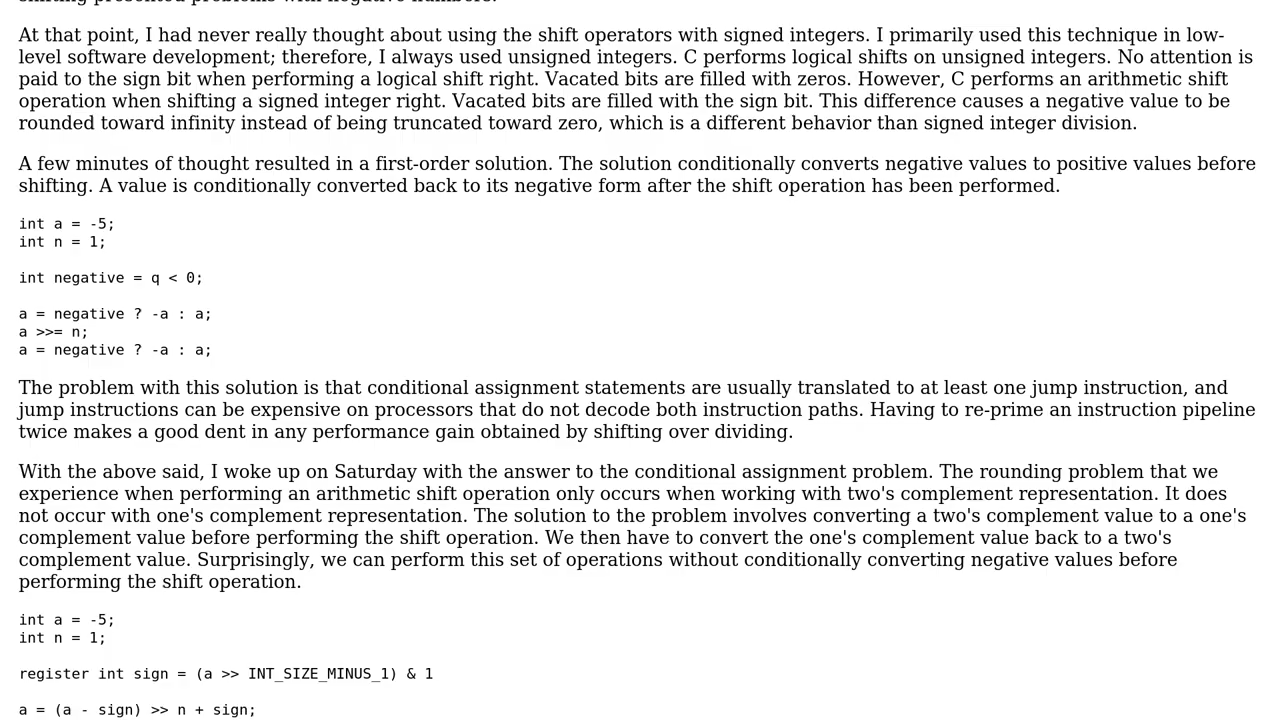 shifting presented problems with negative numbers.
At that point, I had never really thought about using the shift operators with signed integers. I primarily used this technique in low-
level software development; therefore, I always used unsigned integers. C performs logical shifts on unsigned integers. No attention is
paid to the sign bit when performing a logical shift right. Vacated bits are filled with zeros. However, C performs an arithmetic shift
operation when shifting a signed integer right. Vacated bits are filled with the sign bit. This difference causes a negative value to be
rounded toward infinity instead of being truncated toward zero, which is a different behavior than signed integer division.
A few minutes of thought resulted in a first-order solution. The solution conditionally converts negative values to positive values before
shifting. A value is conditionally converted back to its negative form after the shift operation has been performed.
int a = -5;
int n = 1;
int negative = q < 0;
a = negative ? -a : a;
a >>= n;
a = negative ? -a : a;
The problem with this solution is that conditional assignment statements are usually translated to at least one jump instruction, and
jump instructions can be expensive on processors that do not decode both instruction paths. Having to re-prime an instruction pipeline
twice makes a good dent in any performance gain obtained by shifting over dividing.
With the above said, I woke up on Saturday with the answer to the conditional assignment problem. The rounding problem that we
experience when performing an arithmetic shift operation only occurs when working with two's complement representation. It does
not occur with one's complement representation. The solution to the problem involves converting a two's complement value to a one's
complement value before performing the shift operation. We then have to convert the one's complement value back to a two's
complement value. Surprisingly, we can perform this set of operations without conditionally converting negative values before
performing the shift operation.
int a = -5;
int n = 1;
register int sign = (a >> INT_SIZE_MINUS_1) & 1
a = (a - sign) >> n + sign;